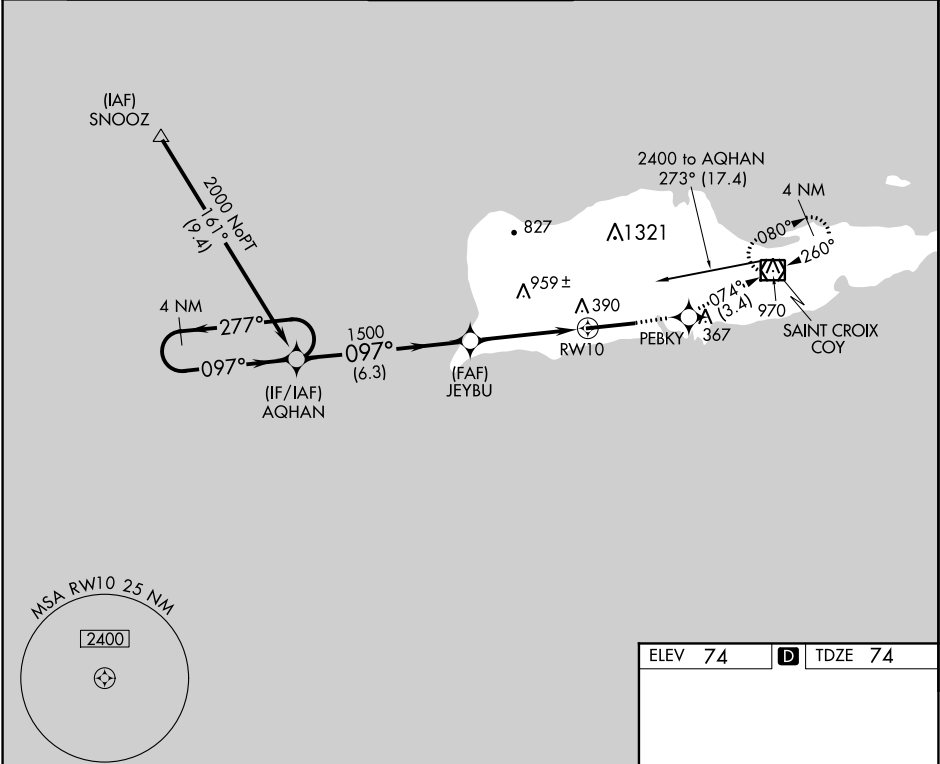 (IAF)
SNOOZ
2000 NoPT
161°
(9.4)
2400 to AQHAN
273° (17.4)
4 NM
827
1321
080°
260°
959 ±
4 NM
277°
390
074°
(3.4)
970
097°
1500
097°
(6.3)
RW10
PEBKY
367
SAINT CROIX
COY
(IF/IAF)
AQHAN
(FAF)
JEYBU
MSA RW10 25 NM
2400
ELEV 74 D TDZE 74